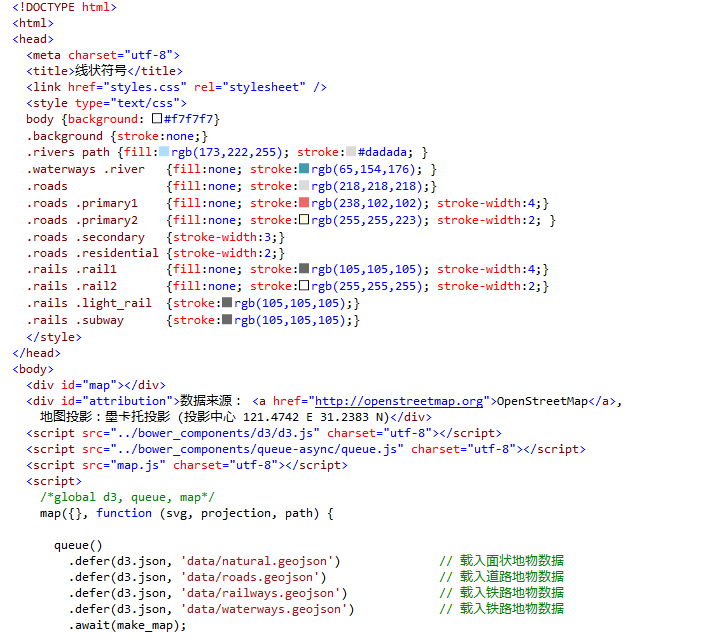 <!DOCTYPE html>
<html>
<head>
  <meta charset="utf-8">
  <title>线状符号</title>
  <link href="styles.css" rel="stylesheet" />
  <style type="text/css">
  body {background: #f7f7f7}
  .background {stroke:none;}
  .rivers path {fill:rgb(173,222,255); stroke:#dadada; }
  .waterways .river   {fill:none; stroke:rgb(65,154,176); }
  .roads              {fill:none; stroke:rgb(218,218,218);}
  .roads .primary1    {fill:none; stroke:rgb(238,102,102); stroke-width:4;}
  .roads .primary2    {fill:none; stroke:rgb(255,255,223); stroke-width:2; }
  .roads .secondary   {stroke-width:3;}
  .roads .residential {stroke-width:2;}
  .rails .rail1       {fill:none; stroke:rgb(105,105,105); stroke-width:4;}
  .rails .rail2       {fill:none; stroke:rgb(255,255,255); stroke-width:2;}
  .rails .light_rail  {stroke:rgb(105,105,105);}
  .rails .subway      {stroke:rgb(105,105,105);}
  </style>
</head>
<body>
  <div id="map"></div>
  <div id="attribution">数据来源： <a href="http://openstreetmap.org">OpenStreetMap</a>,
    地图投影：墨卡托投影 (投影中心 121.4742 E 31.2383 N)</div>
  <script src="../bower_components/d3/d3.js" charset="utf-8"></script>
  <script src="../bower_components/queue-async/queue.js" charset="utf-8"></script>
  <script src="map.js" charset="utf-8"></script>
  <script>
    /*global d3, queue, map*/
    map({}, function (svg, projection, path) {

      queue()
        .defer(d3.json, 'data/natural.geojson')              // 载入面状地物数据
        .defer(d3.json, 'data/roads.geojson')                // 载入道路地物数据
        .defer(d3.json, 'data/railways.geojson')             // 载入铁路地物数据
        .defer(d3.json, 'data/waterways.geojson')            // 载入铁路地物数据
        .await(make_map);